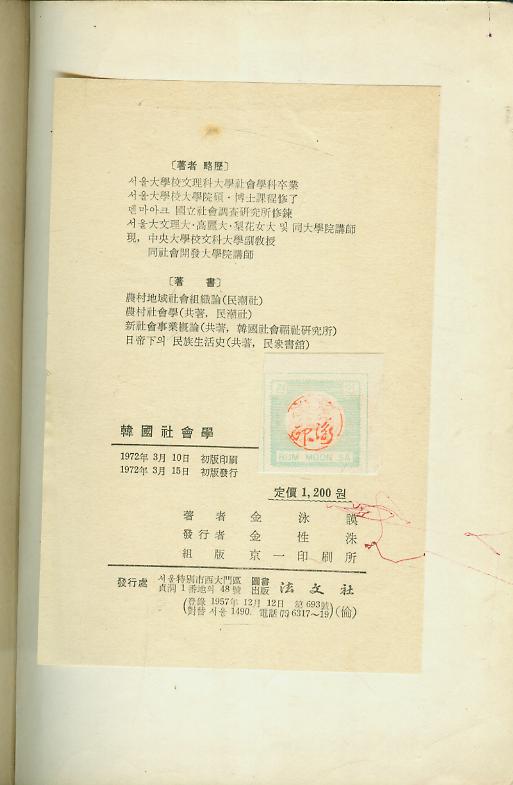 〔著者 略歷〕
서울大學校文理科大學社會學科卒業
서울大學校大學院碩·博士課程修了
덴마아크 國立社會調査硏究所修鍊
서울大文理大·高麗大·梨花女大 및 同大學院講師
現, 中央大學校文科大學副敎授
同社會開發大學院講師
〔著 書〕
農村地域社會組織論(民潮社)
農村社會學(共著, 民潮社)
新社會事業槪論(共著, 韓國社會福祉硏究所)
日帝下의 民族生活史(共著, 民衆書館)
BUM MOON SA
韓國社會學
1972年 3月 10日 初版印刷
1972年 3月 15日 初版發行
定價 1,200 원
著者 金泳謨
發行者 金性洙
組版 京一印刷所
發行處 서울特別市西大門區 貞洞 1 番地의 48號 圖書出版 法文社
(登錄 1957年 12月 12日 第 693號)
(對替 서울 1490. 電話 6317~19)(倫)